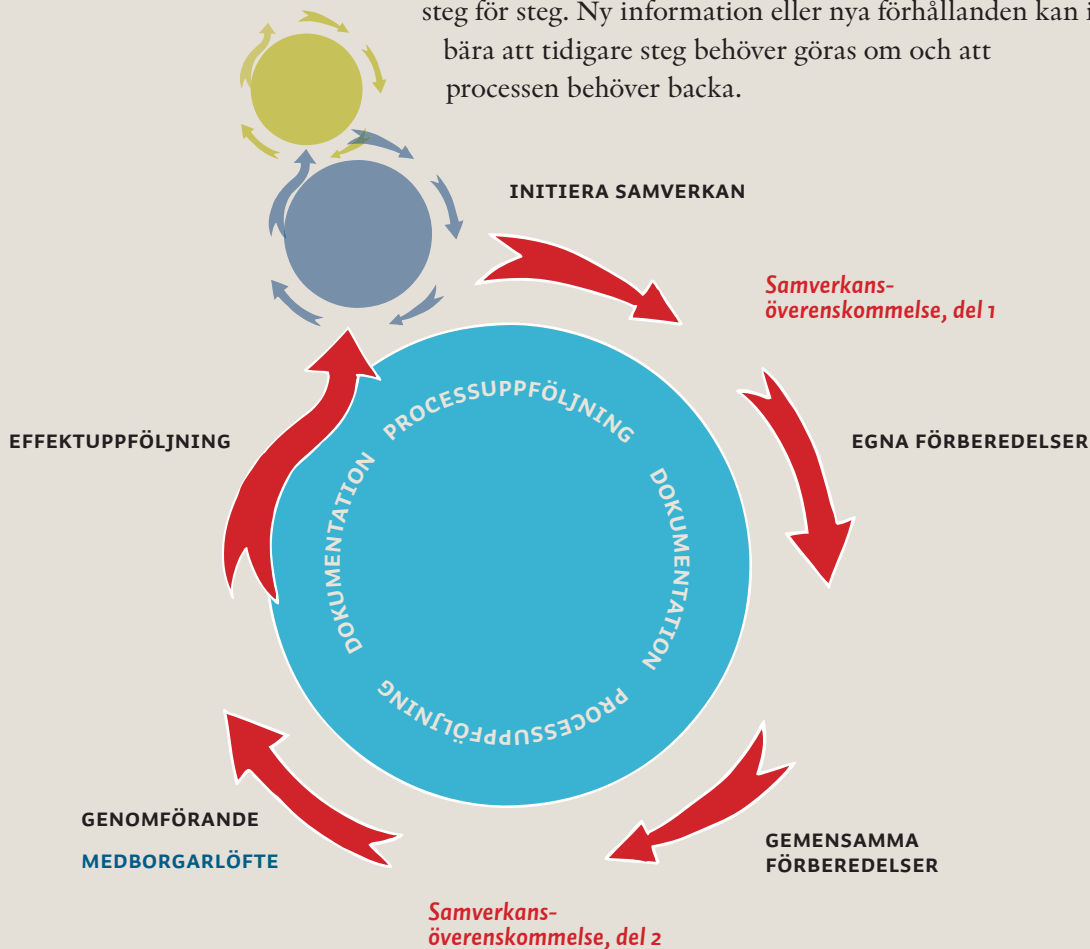 steg för steg. Ny information eller nya förhållanden kan i
bära att tidigare steg behöver göras om och att
processen behöver backa.
INITIERA SAMVERKAN
Samverkans-
överenskommelse, del 1
EFFEKTUPPFÖLJNING
EGNA FÖRBEREDELSER
PROCESSUPPFÖLJNING
DOKUMENTATION
PROCESSUPPFÖLJNING
DOKUMENTATION
GENOMFÖRANDE
MEDBORGARLÖFTE
GEMENSAMMA
FÖRBEREDELSER
Samverkans-
överenskommelse, del 2